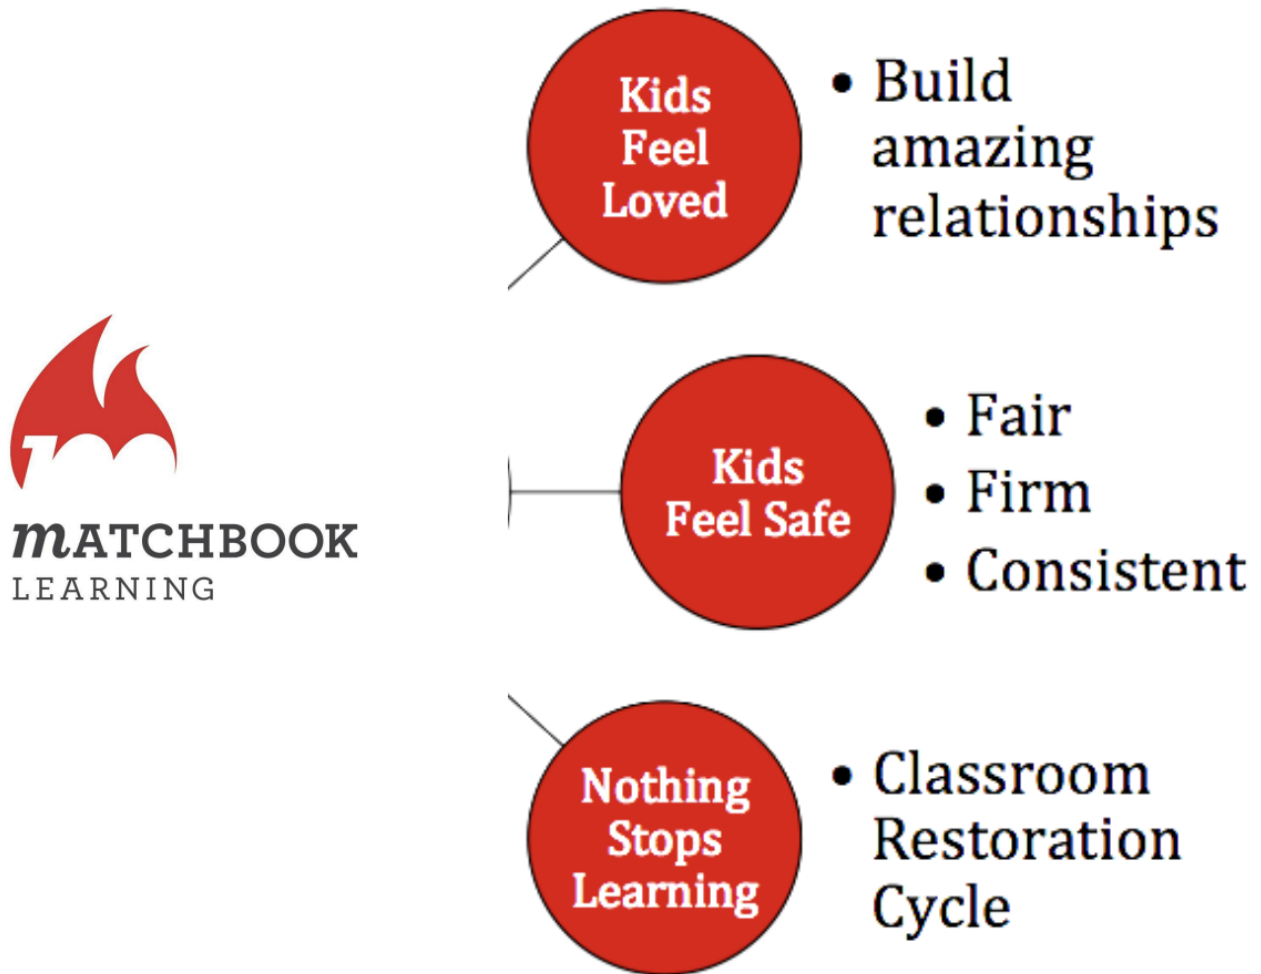 Kids
Feel
Loved
• Build
amazing
relationships
mATCHBOOK
LEARNING
Kids
Feel Safe
• Fair
• Firm
• Consistent
Nothing
Stops
Learning
• Classroom
Restoration
Cycle